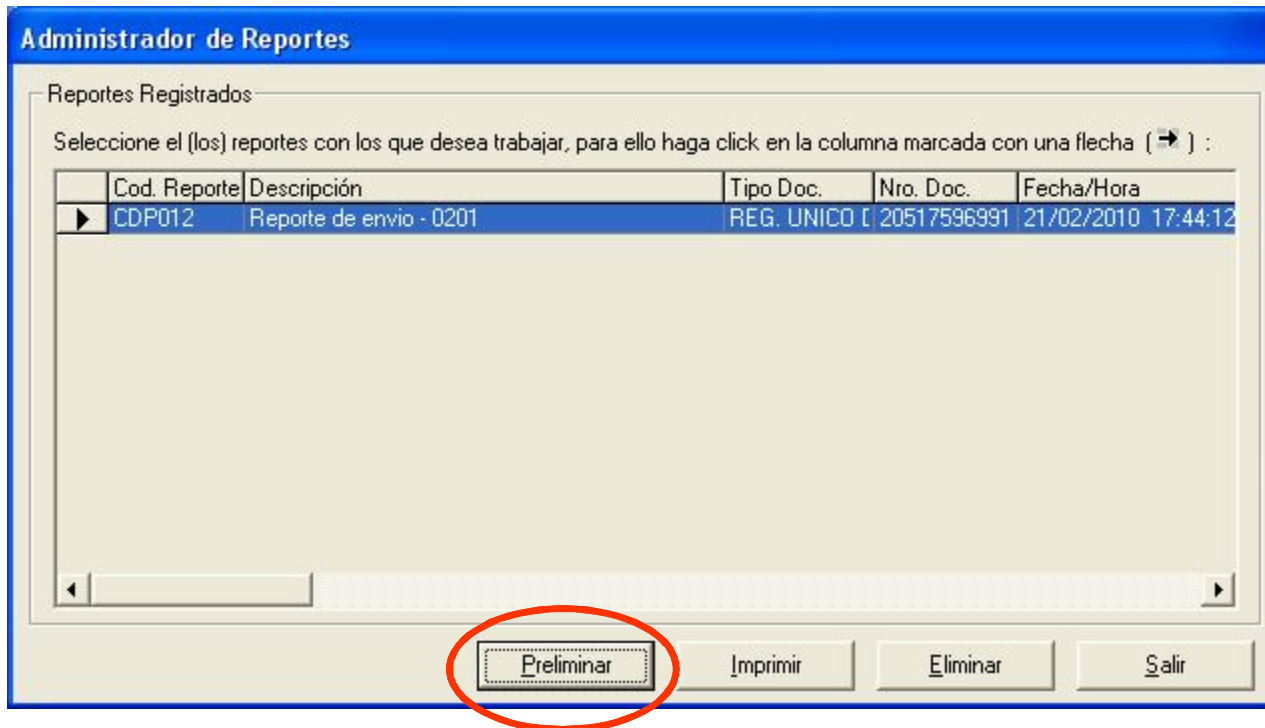 Administrador de Reportes
Reportes Registrados
Seleccione el (los) reportes con los que desea trabajar, para ello haga click en la columna marcada con una flecha ( ➜ ) :
Cod. Reporte Descripción Tipo Doc. Nro. Doc. Fecha/Hora
CDP012 Reporte de envio - 0201 REG. UNICO D 20517596991 21/02/2010 17:44:12
Preliminar Imprimir Eliminar Salir